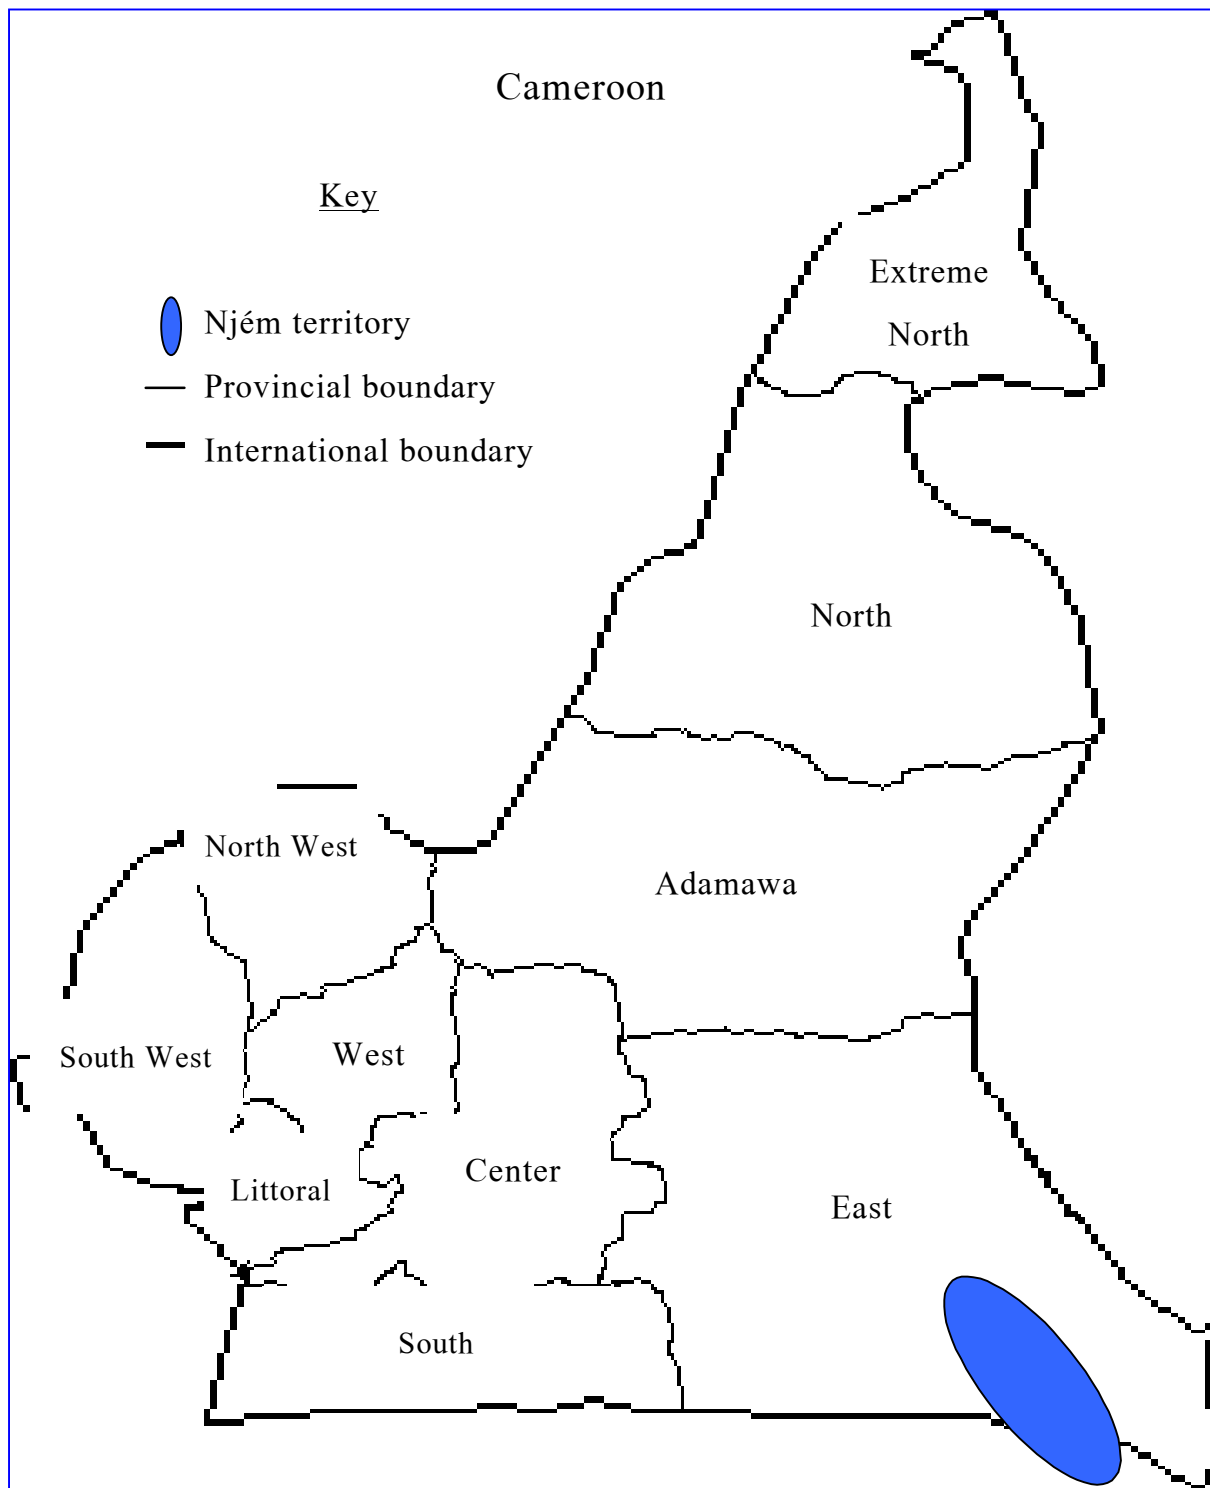 Cameroon
Key
Njém territory
Provincial boundary
International boundary
Extreme
North
North
North West
Adamawa
South West
West
Center
Littoral
East
South